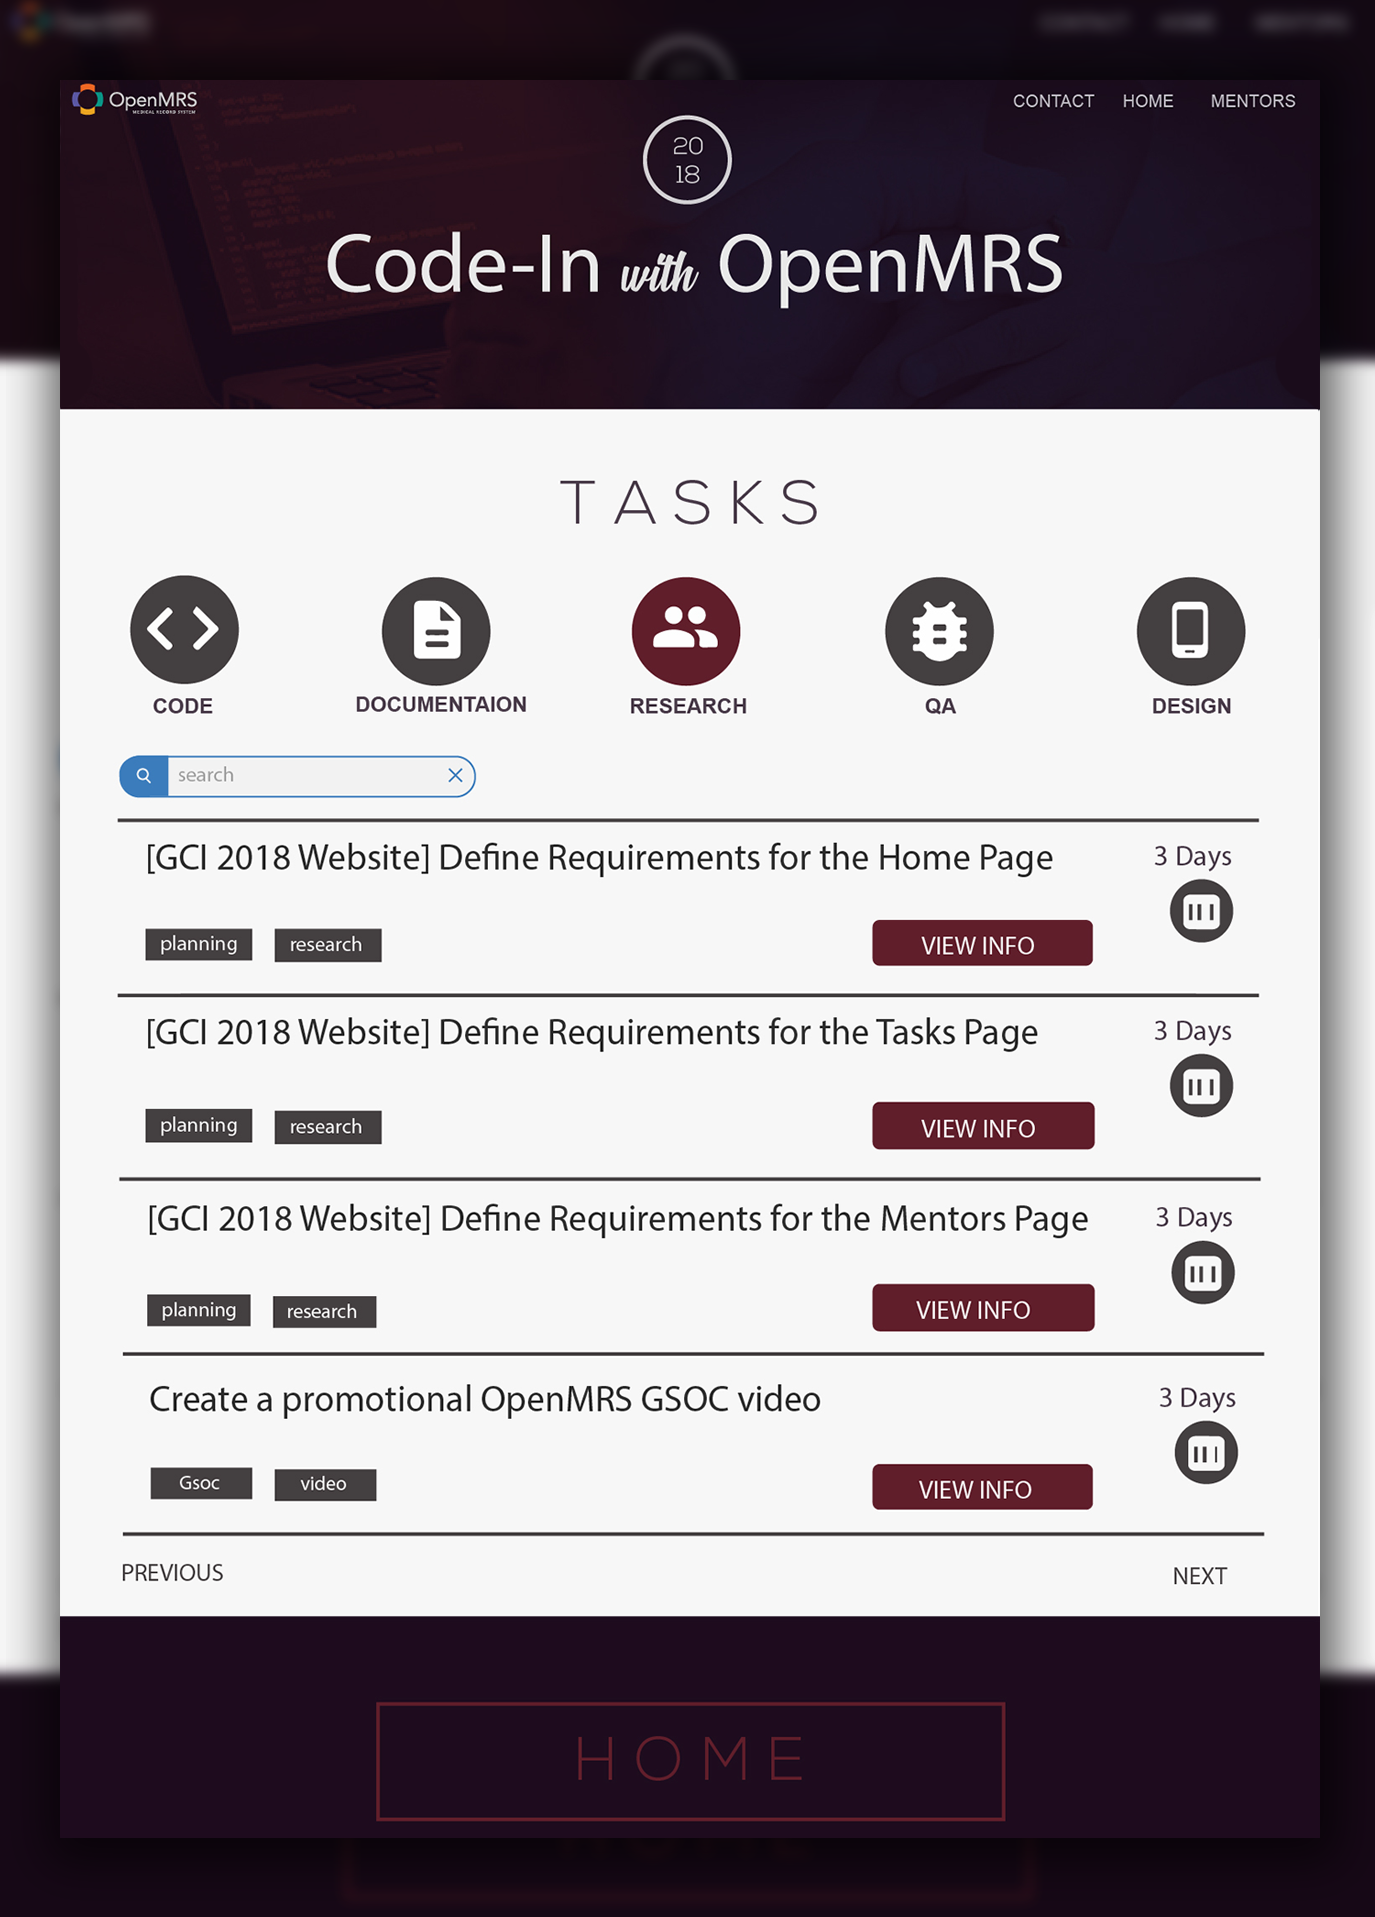 OpenMRS
MEDICAL RECORD SYSTEM
CONTACT HOME MENTORS
20
18
Code-In with OpenMRS
TASKS
CODE DOCUMENTAION RESEARCH QA DESIGN
search
[GCI 2018 Website] Define Requirements for the Home Page 3 Days
planning research VIEW INFO
[GCI 2018 Website] Define Requirements for the Tasks Page 3 Days
planning research VIEW INFO
[GCI 2018 Website] Define Requirements for the Mentors Page 3 Days
planning research VIEW INFO
Create a promotional OpenMRS GSOC video 3 Days
Gsoc video VIEW INFO
PREVIOUS NEXT
HOME